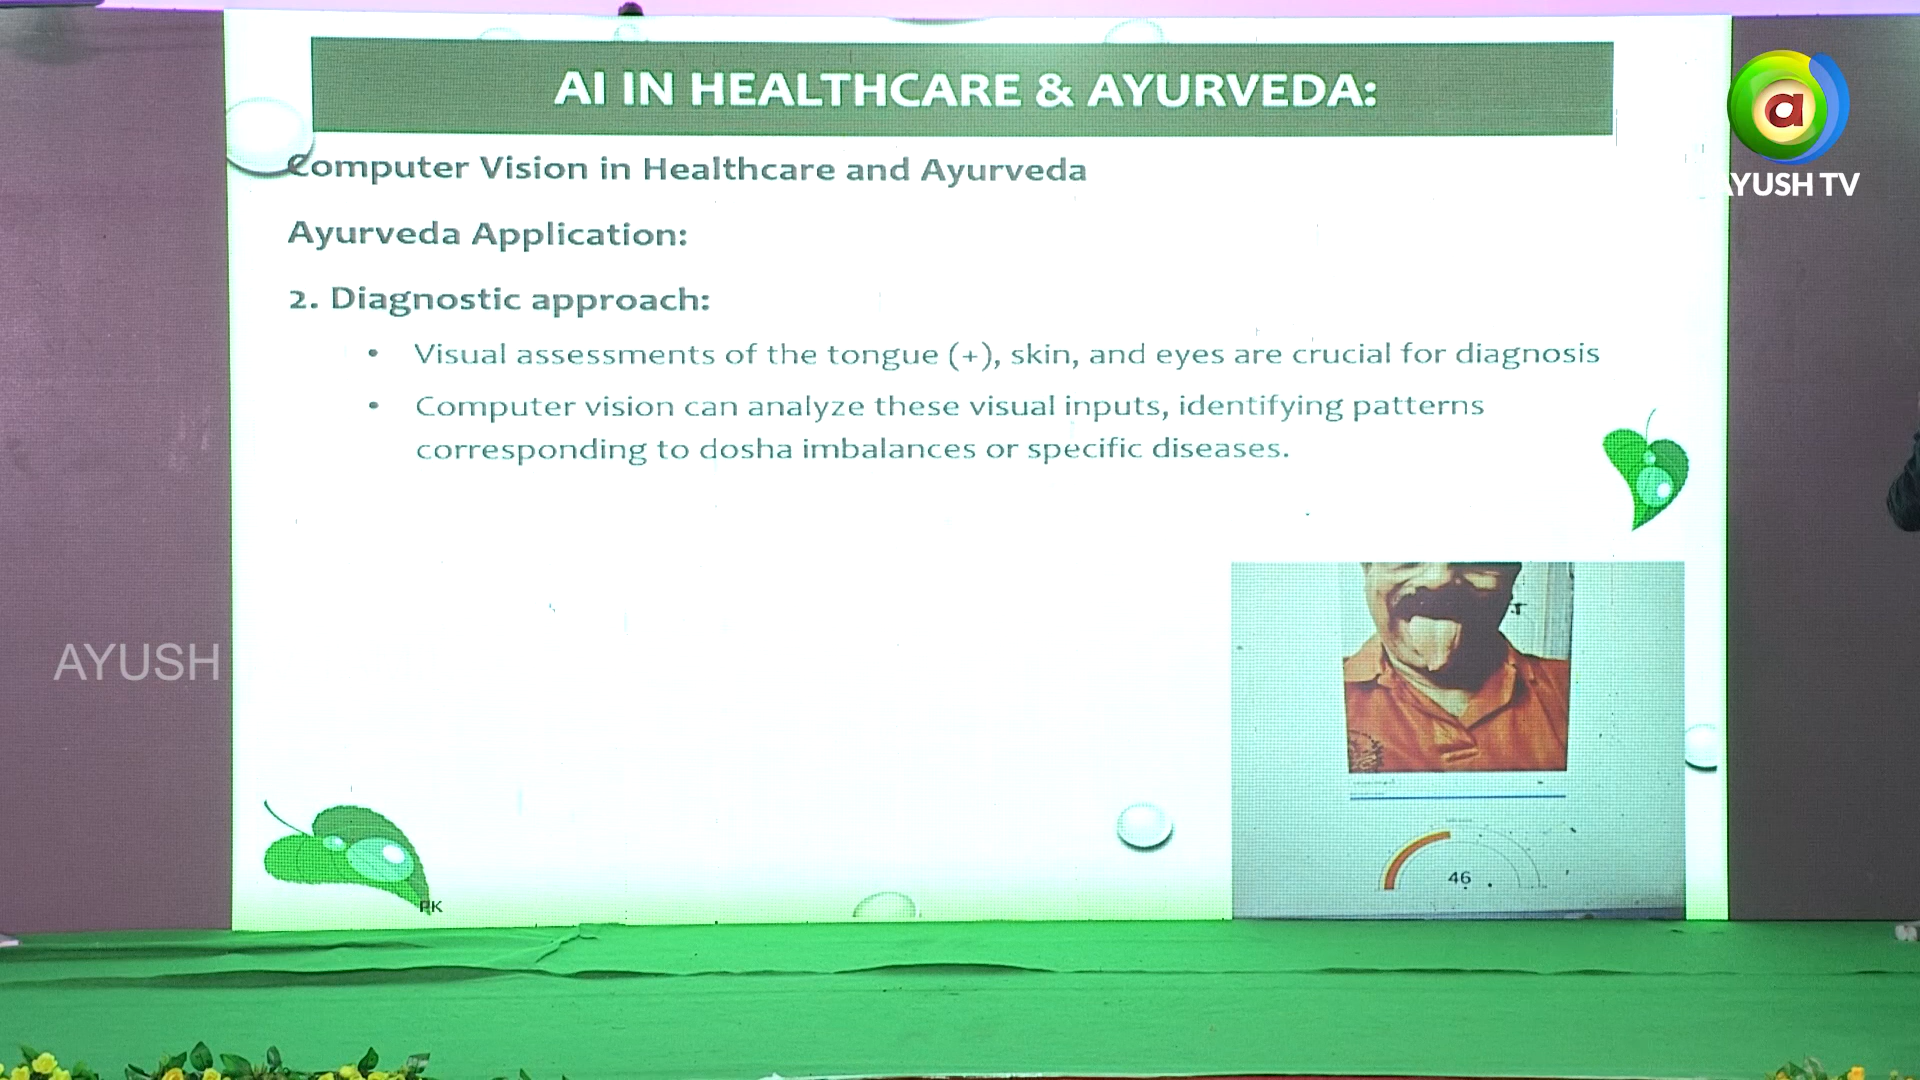 AI IN HEALTHCARE & AYURVEDA:
a
AYUSH TV
Computer Vision in Healthcare and Ayurveda
Ayurveda Application:
2. Diagnostic approach:
• Visual assessments of the tongue (+), skin, and eyes are crucial for diagnosis
• Computer vision can analyze these visual inputs, identifying patterns
corresponding to dosha imbalances or specific diseases.
AYUSH
46
PK